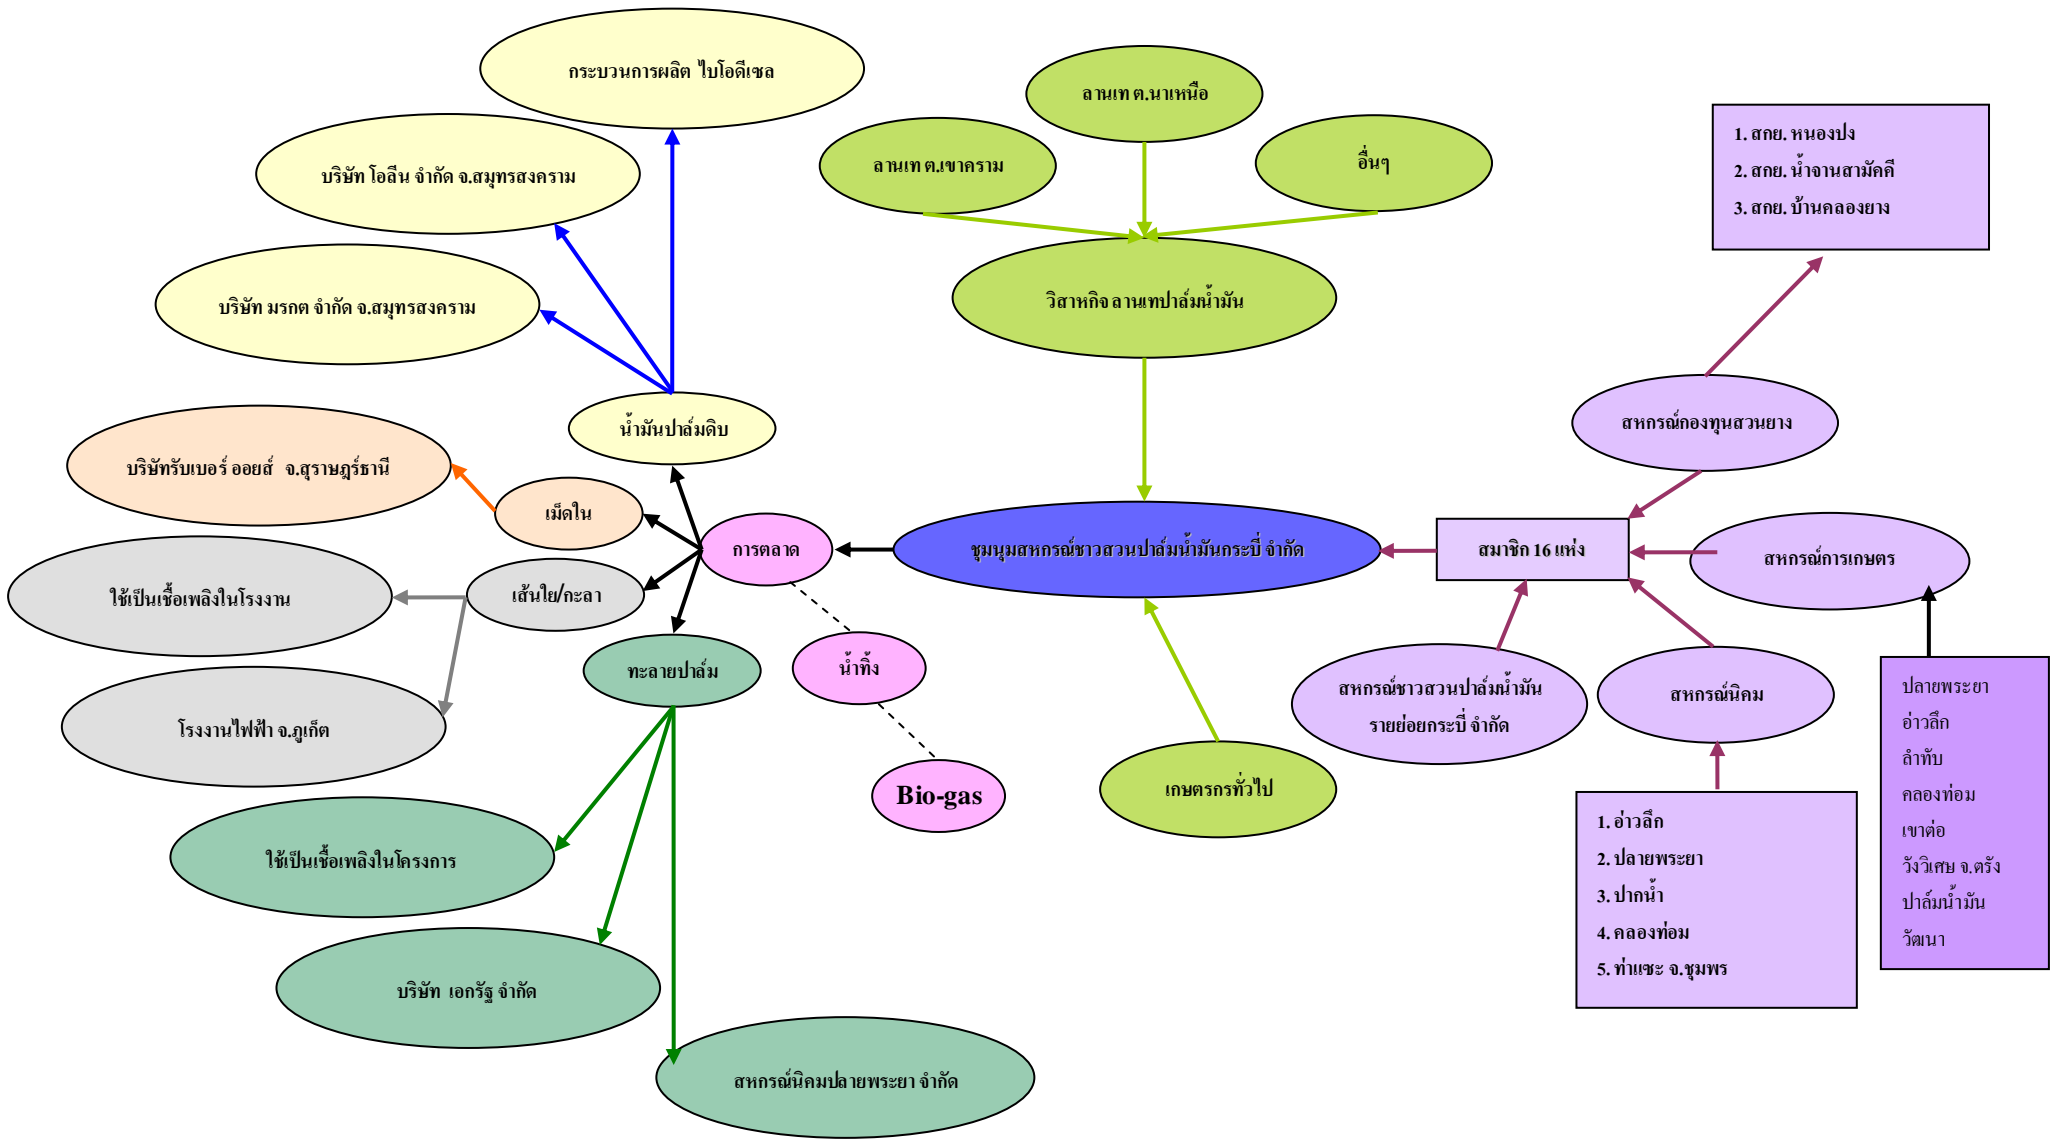 กระบวนการผลิต ไบโอดีเซล
บริษัท โอลีน จำกัด จ.สมุทรสงคราม
บริษัท มรกต จำกัด จ.สมุทรสงคราม
น้ำมันปาล์มดิบ
บริษัทรับเบอร์ ออยส์ จ.สุราษฎร์ธานี
เม็ดใน
เส้นใย/กะลา
ใช้เป็นเชื้อเพลิงในโรงงาน
โรงงานไฟฟ้า จ.ภูเก็ต
การตลาด
ทะลายปาล์ม
น้ำทิ้ง
Bio-gas
ใช้เป็นเชื้อเพลิงในโครงการ
บริษัท เอกรัฐ จำกัด
สหกรณ์นิคมปลายพระยา จำกัด
ลานเท ต.เขาคราม
ลานเท ต.นาเหนือ
อื่นๆ
วิสาหกิจ ลานเทปาล์มน้ำมัน
ชุมนุมสหกรณ์ชาวสวนปาล์มน้ำมันกระบี่ จำกัด
เกษตรกรทั่วไป
1. สกย. หนองปง
2. สกย. น้ำจานสามัคคี
3. สกย. บ้านคลองยาง
สหกรณ์กองทุนสวนยาง
สมาชิก 16 แห่ง
สหกรณ์การเกษตร
สหกรณ์ชาวสวนปาล์มน้ำมัน
รายย่อยกระบี่ จำกัด
สหกรณ์นิคม
1. อ่าวลึก
2. ปลายพระยา
3. ปากน้ำ
4. คลองท่อม
5. ท่าแซะ จ.ชุมพร
ปลายพระยา
อ่าวลึก
ลำทับ
คลองท่อม
เขาต่อ
วังวิเศษ จ.ตรัง
ปาล์มน้ำมัน
วัฒนา